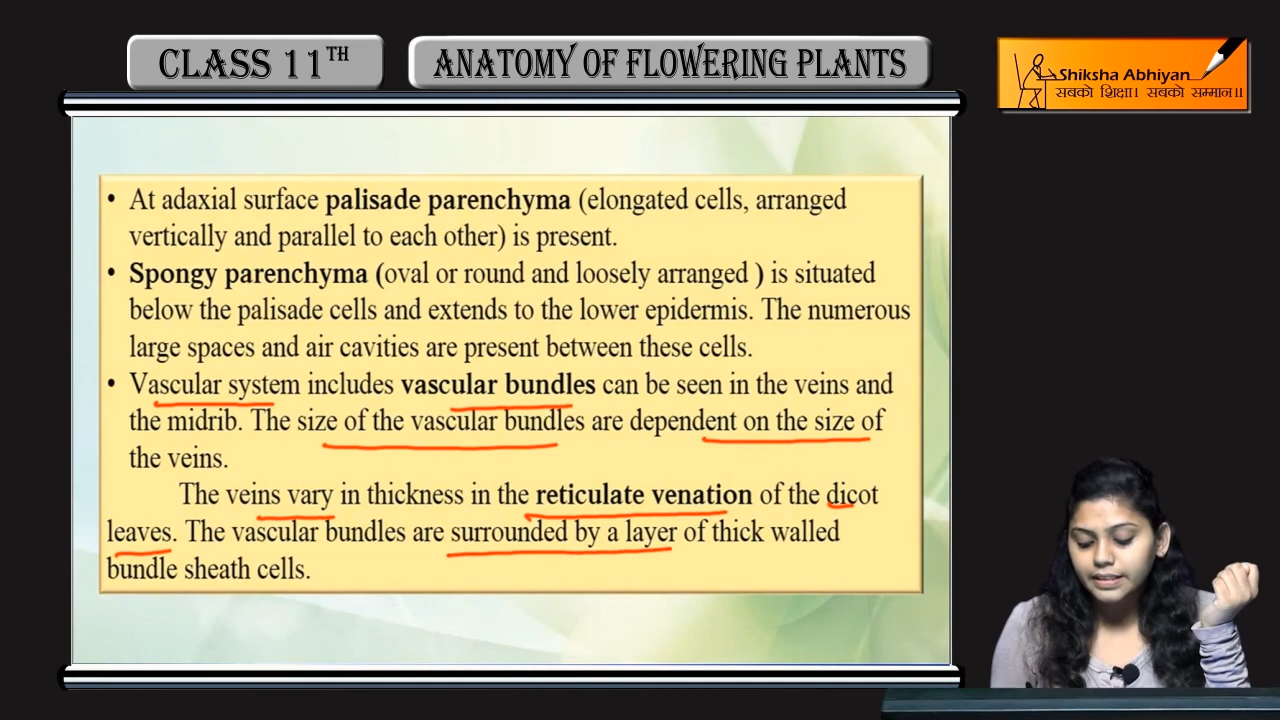 CLASS 11TH
ANATOMY OF FLOWERING PLANTS
Shiksha Abhiyan
सबको शिक्षा। सबको सम्मान।।
• At adaxial surface palisade parenchyma (elongated cells, arranged
vertically and parallel to each other) is present.
• Spongy parenchyma (oval or round and loosely arranged ) is situated
below the palisade cells and extends to the lower epidermis. The numerous
large spaces and air cavities are present between these cells.
• Vascular system includes vascular bundles can be seen in the veins and
the midrib. The size of the vascular bundles are dependent on the size of
the veins.
The veins vary in thickness in the reticulate venation of the dicot
leaves. The vascular bundles are surrounded by a layer of thick walled
bundle sheath cells.